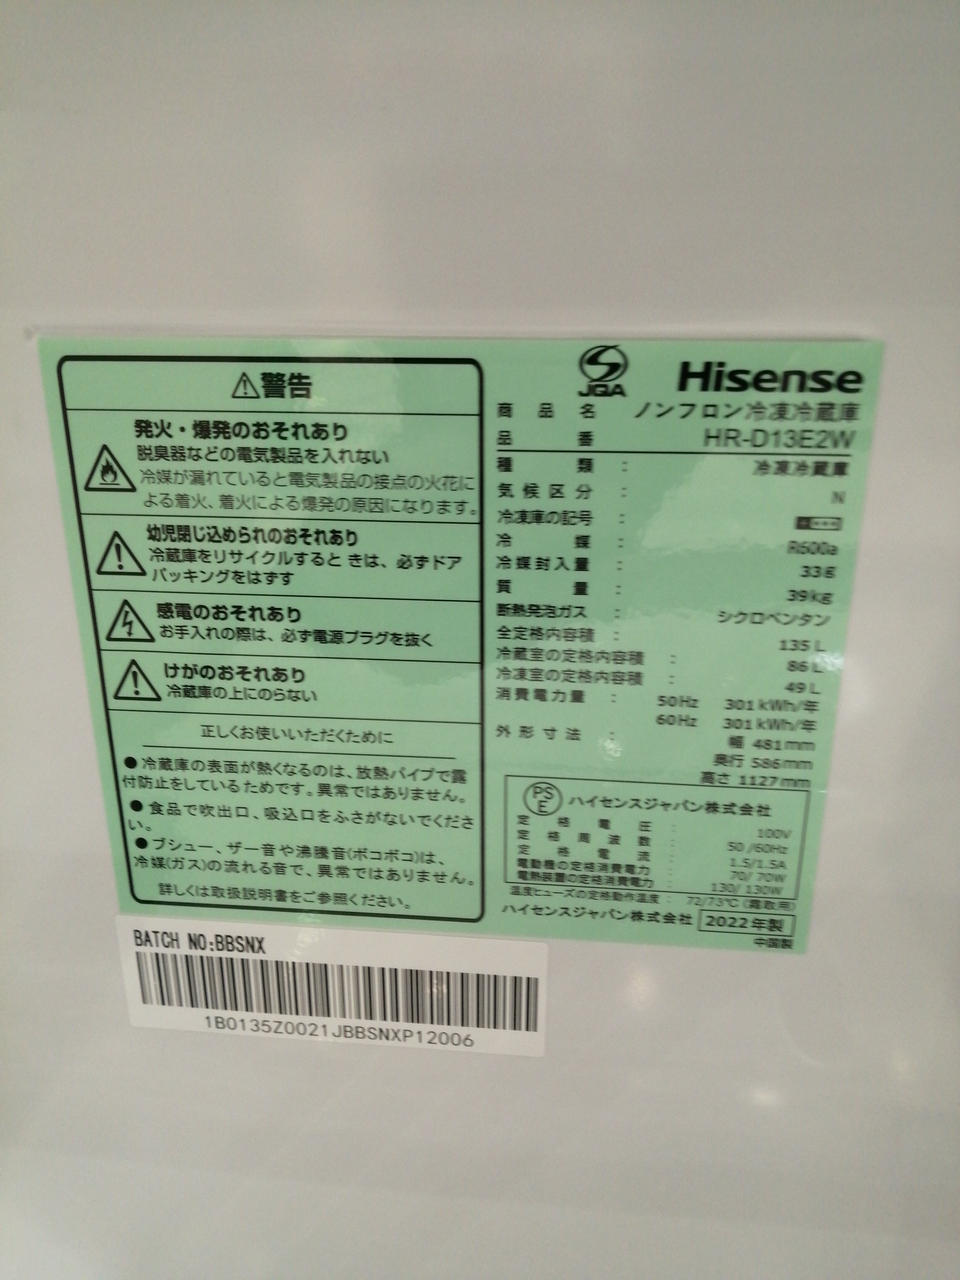 警告
発火・爆発のおそれあり
脱臭器などの電気製品を入れない
冷媒が漏れていると電気製品の接点の火花に
よる着火、着火による爆発の原因になります。
幼児閉じ込められのおそれあり
冷蔵庫をリサイクルするときは、必ずドア
パッキングをはずす
感電のおそれあり
お手入れの際は、必ず電源プラグを抜く
けがのおそれあり
冷蔵庫の上にのらない
正しくお使いいただくために
●冷蔵庫の表面が熱くなるのは、放熱パイプで露
付防止をしているためです。異常ではありません。
●食品で吹出口、吸込口をふさがないでくださ
い。
●ブシュー、ザー音や沸騰音(ボコボコ)は、
冷媒(ガス)の流れる音で、異常ではありません。
詳しくは取扱説明書をご参照ください。
JQA Hisense
商品名 ノンフロン冷凍冷蔵庫
品番 HR-D13E2W
種類 : 冷凍冷蔵庫
気候区分 : N
冷凍庫の記号 :
冷媒 : R600a
冷媒封入量 : 33g
質量 : 39kg
断熱発泡ガス : シクロペンタン
全定格内容積 : 135L
冷蔵室の定格内容積 : 86L
冷凍室の定格内容積 : 49L
消費電力量 : 50Hz 301kWh/年
60Hz 301kWh/年
外形寸法 : 幅 481mm
奥行 586mm
高さ 1127mm
PSE ハイセンスジャパン株式会社
定格電圧 : 100V
定格周波数 : 50/60Hz
定格電流 : 1.5/1.5A
電動機の定格消費電力 : 70/70W
電熱装置の定格消費電力 : 130/130W
温度ヒューズの定格動作温度 : 72/73℃(霜取用)
ハイセンスジャパン株式会社 2022年製
中国製
BATCH NO:BBSNX
1B0135Z0021JBBSNXP12006